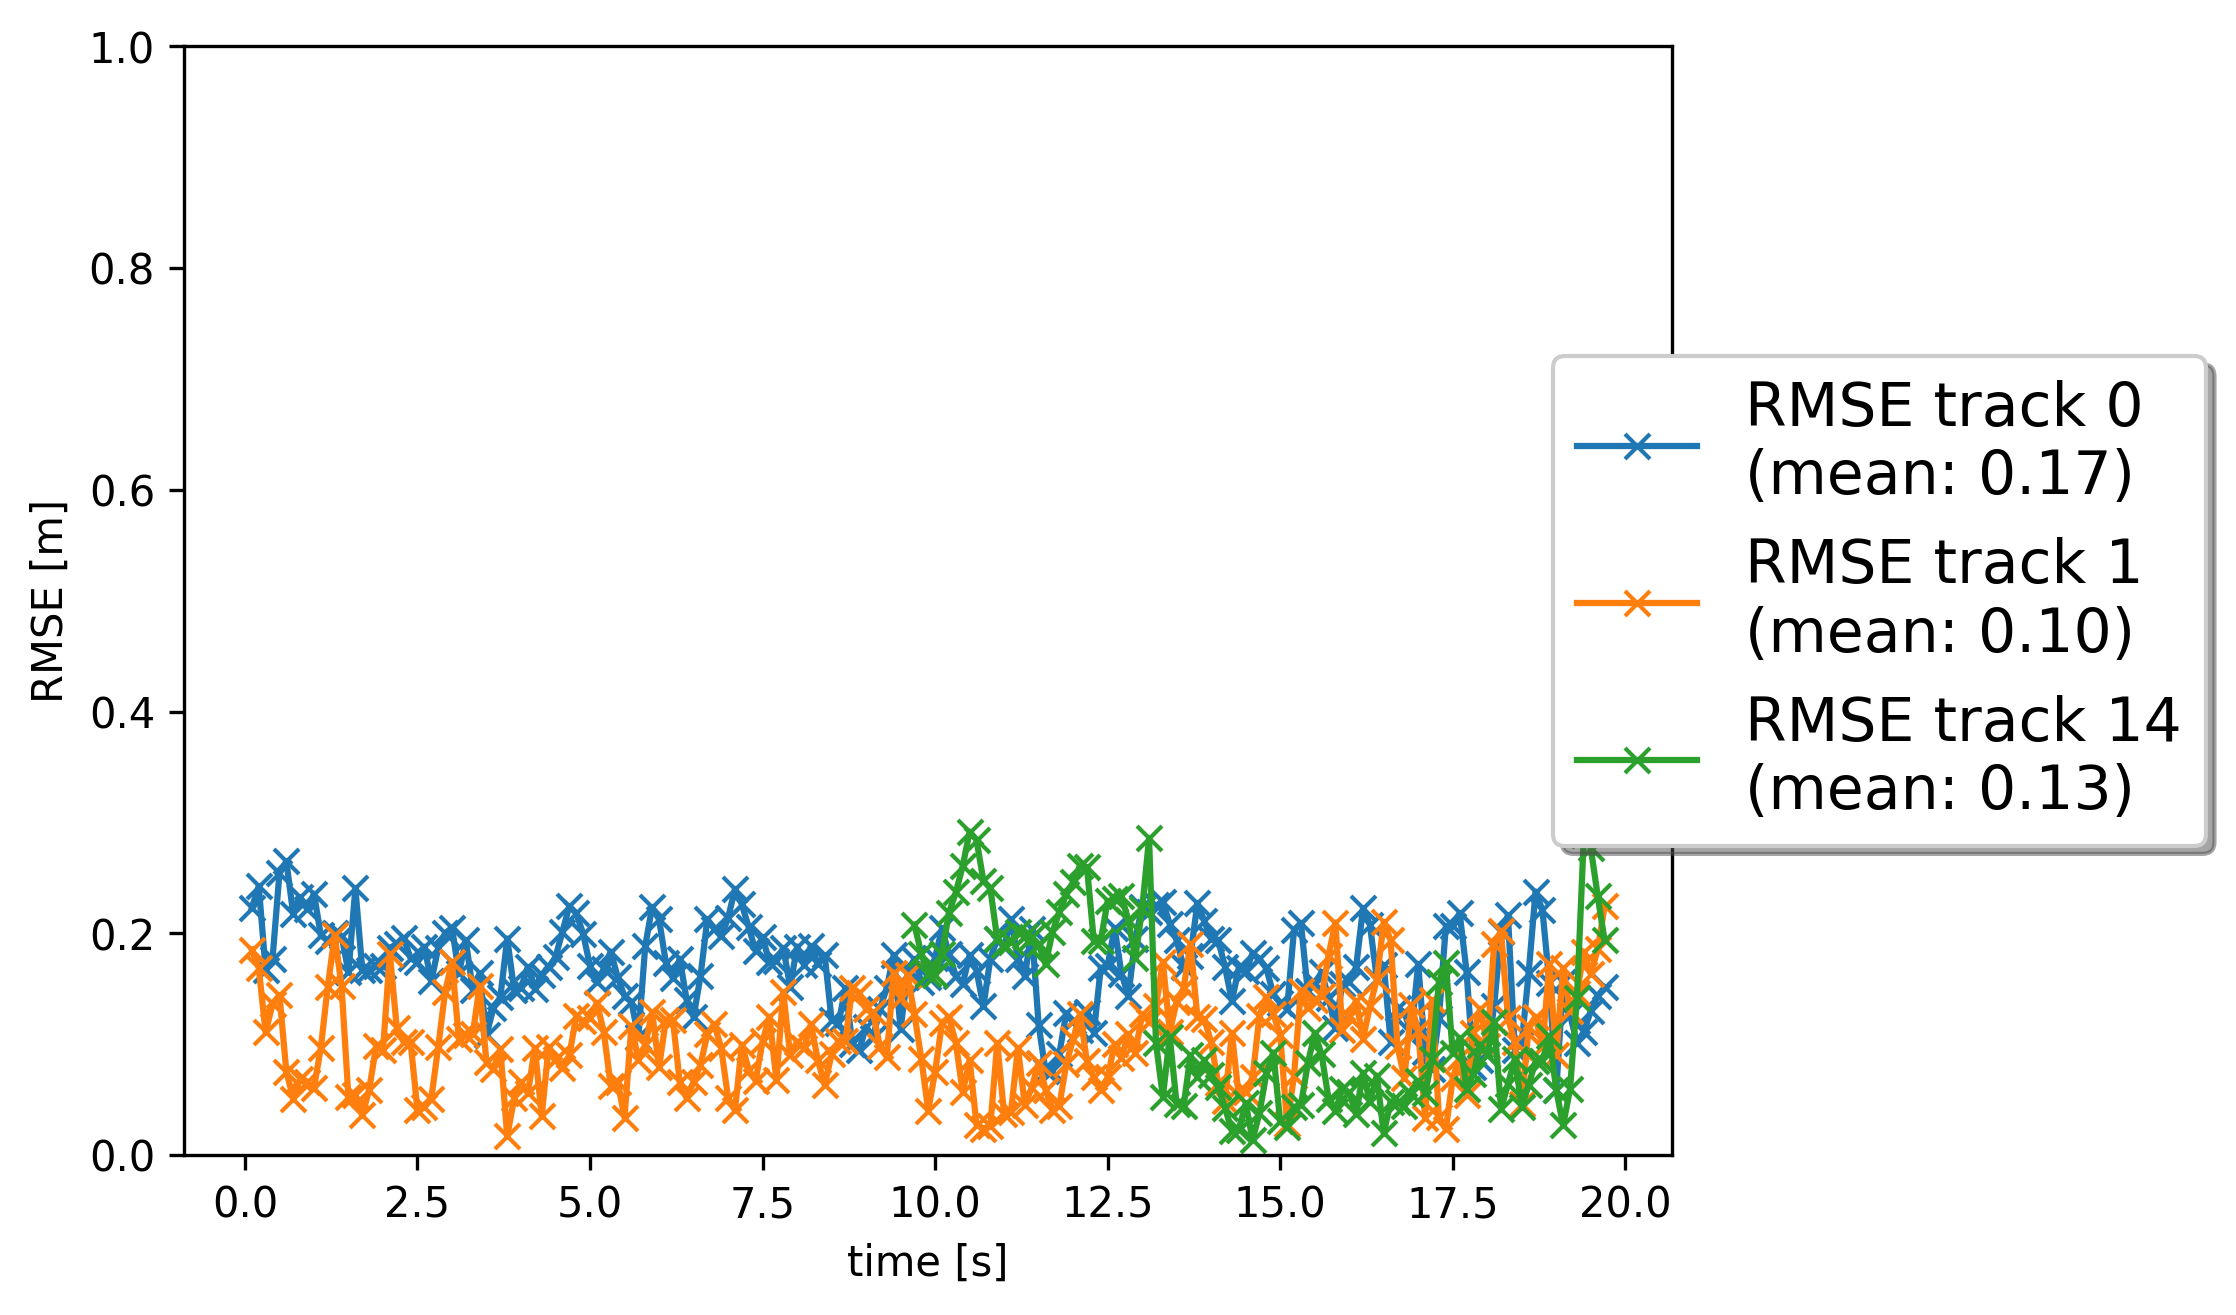 1.0
0.8
0.6
0.4
0.2
0.0
RMSE [m]
0.0 2.5 5.0 7.5 10.0 12.5 15.0 17.5 20.0
time [s]
RMSE track 0
(mean: 0.17)
RMSE track 1
(mean: 0.10)
RMSE track 14
(mean: 0.13)